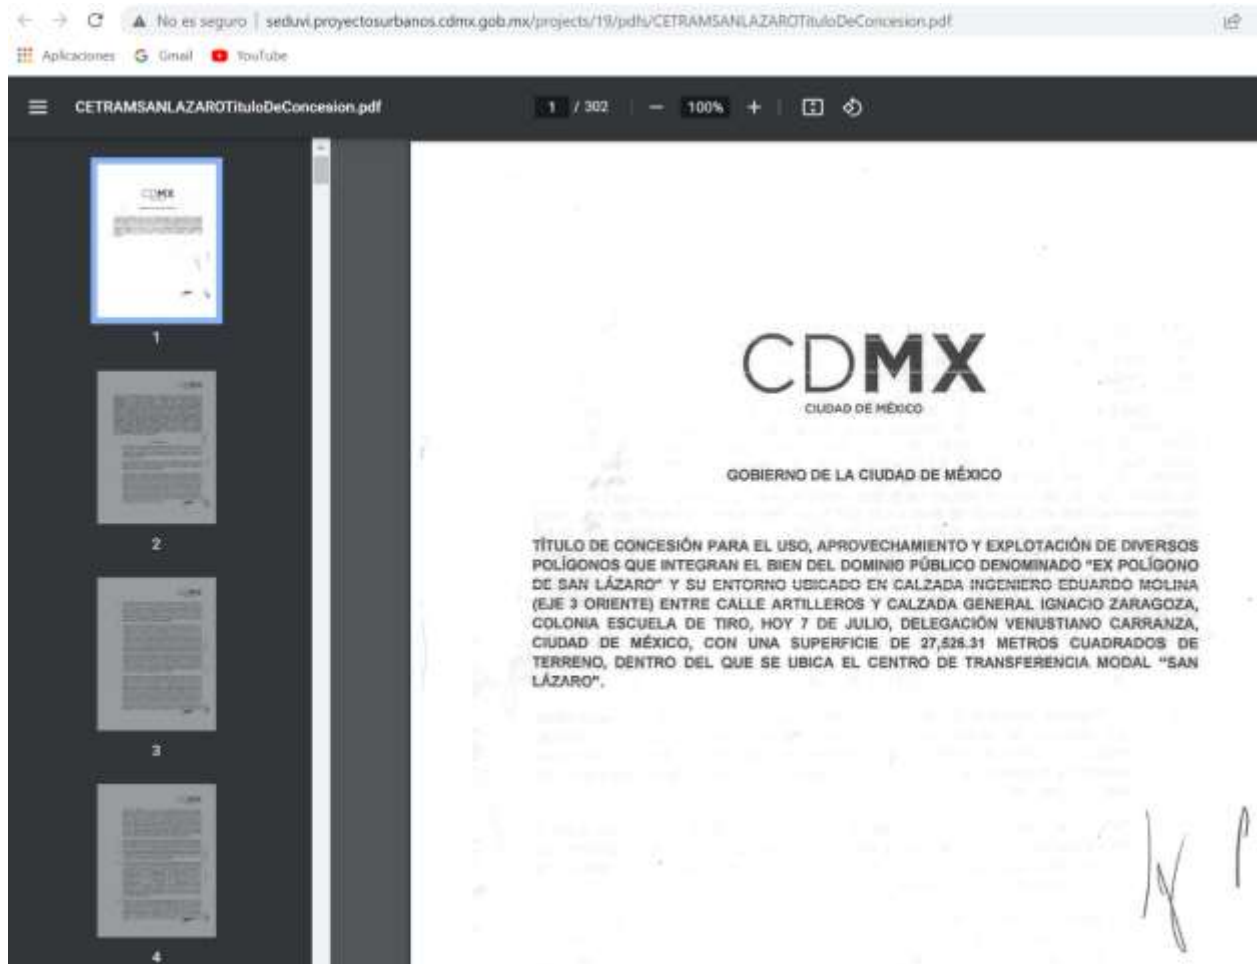 No es seguro | seduvi.proyectosurbanos.cdmx.gob.mx/projects/19/pdfs/CETRAMSANLAZAROTituloDeConcesion.pdf
Aplicaciones Gmail YouTube
CETRAMSANLAZAROTituloDeConcesion.pdf 1 / 302 100%
CDMX
1
2
3
4
CDMX
CIUDAD DE MÉXICO
GOBIERNO DE LA CIUDAD DE MÉXICO
TÍTULO DE CONCESIÓN PARA EL USO, APROVECHAMIENTO Y EXPLOTACIÓN DE DIVERSOS
POLÍGONOS QUE INTEGRAN EL BIEN DEL DOMINIO PÚBLICO DENOMINADO "EX POLÍGONO
DE SAN LÁZARO" Y SU ENTORNO UBICADO EN CALZADA INGENIERO EDUARDO MOLINA
(EJE 3 ORIENTE) ENTRE CALLE ARTILLEROS Y CALZADA GENERAL IGNACIO ZARAGOZA,
COLONIA ESCUELA DE TIRO, HOY 7 DE JULIO, DELEGACIÓN VENUSTIANO CARRANZA,
CIUDAD DE MÉXICO, CON UNA SUPERFICIE DE 27,526.31 METROS CUADRADOS DE
TERRENO, DENTRO DEL QUE SE UBICA EL CENTRO DE TRANSFERENCIA MODAL "SAN
LÁZARO".